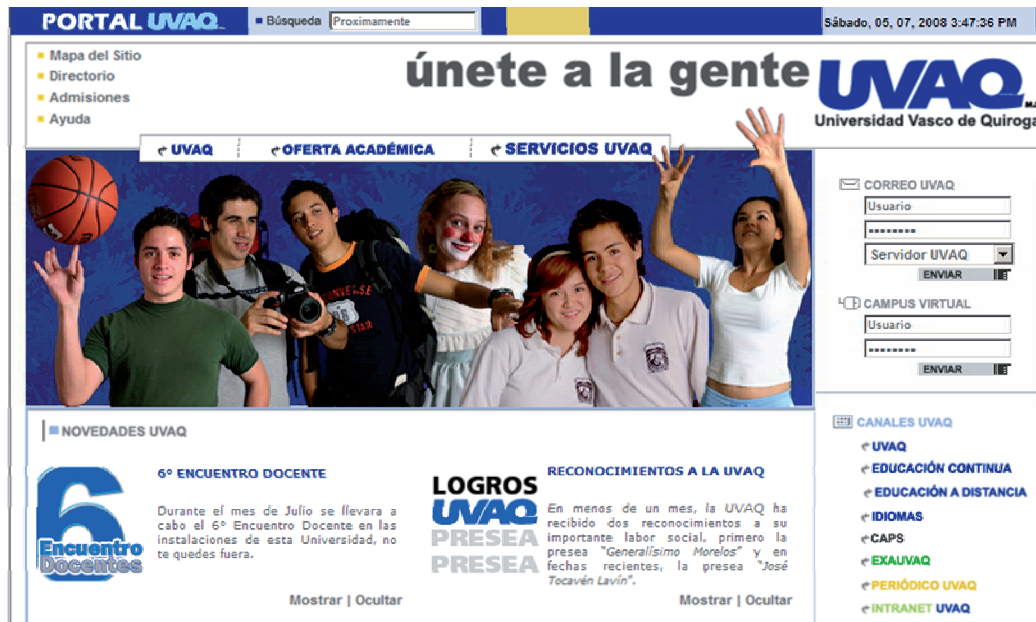 PORTAL UVAQ
Búsqueda
Proximamente
Sábado, 05, 07, 2008 3:47:36 PM
Mapa del Sitio
Directorio
Admisiones
Ayuda
únete a la gente
UVAQ
Universidad Vasco de Quiroga
UVAQ
OFERTA ACADÉMICA
SERVICIOS UVAQ
CORREO UVAQ
Usuario
--------
Servidor UVAQ
ENVIAR
CAMPUS VIRTUAL
Usuario
--------
ENVIAR
NOVEDADES UVAQ
6
Encuentro
Docentes
6º ENCUENTRO DOCENTE
Durante el mes de Julio se llevara a
cabo el 6º Encuentro Docente en las
instalaciones de esta Universidad, no
te quedes fuera.
Mostrar | Ocultar
LOGROS
UVAQ
PRESEA
PRESEA
RECONOCIMIENTOS A LA UVAQ
En menos de un mes, la UVAQ ha
recibido dos reconocimientos a su
importante labor social, primero la
presea "Generalísimo Morelos" y en
fechas recientes, la presea "José
Tocavén Lavín".
Mostrar | Ocultar
CANALES UVAQ
UVAQ
EDUCACIÓN CONTINUA
EDUCACIÓN A DISTANCIA
IDIOMAS
CAPS
EXAUVAQ
PERIÓDICO UVAQ
INTRANET UVAQ